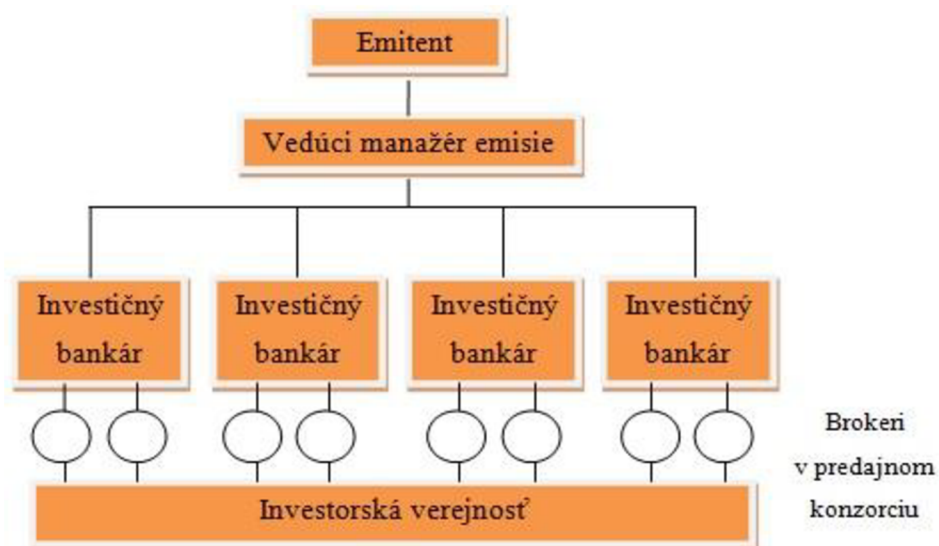 Emitent
Vedúci manažér emisie
Investičný
bankár
Investičný
bankár
Investičný
bankár
Investičný
bankár
Brokeri
v predajnom
konzorciu
Investorská verejnosť